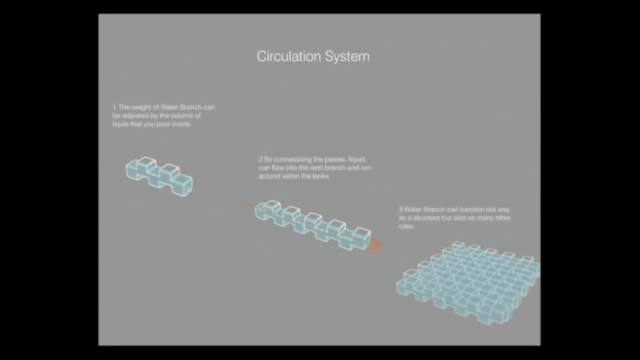 Circulation System
1 The weight of Water Branch can
be adjusted by the volume of
liquid that you pour inside.
2 By connecting the pieces, liquid
can flow into the next branch and run
around within the tanks.
3 Water Branch can function not only
as a structure but also as many other
roles.